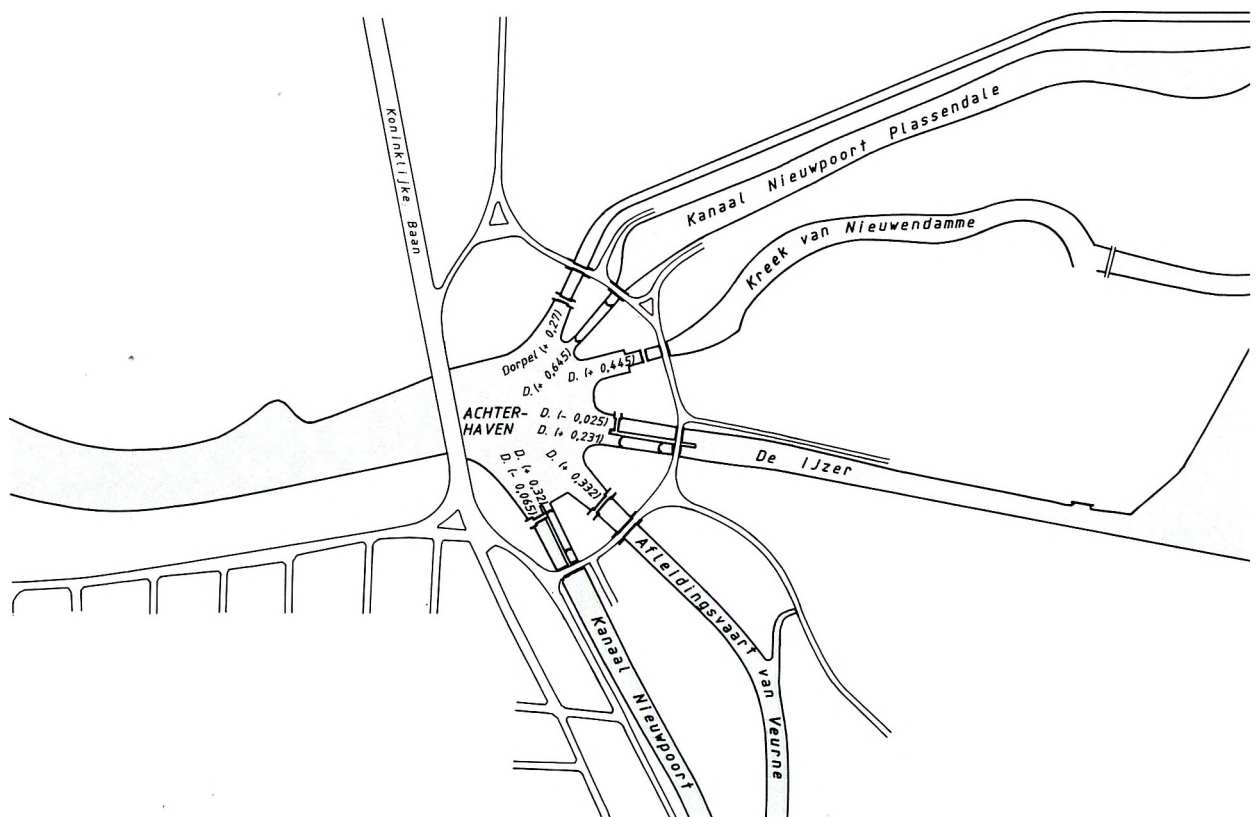 Koninklijke Baan
Kanaal Nieuwpoort Plassendale
Kreek van Nieuwendamme
Dorpel (+ 0,27)
D. (+ 0,645)
D. (+ 0,445)
ACHTER-
HAVEN
D. (- 0,025)
D. (+ 0,231)
De IJzer
D. (+ 0,332)
D. (+ 0,32)
D. (- 0,065)
Afleidingsvaart van Veurne
Kanaal Nieuwpoort